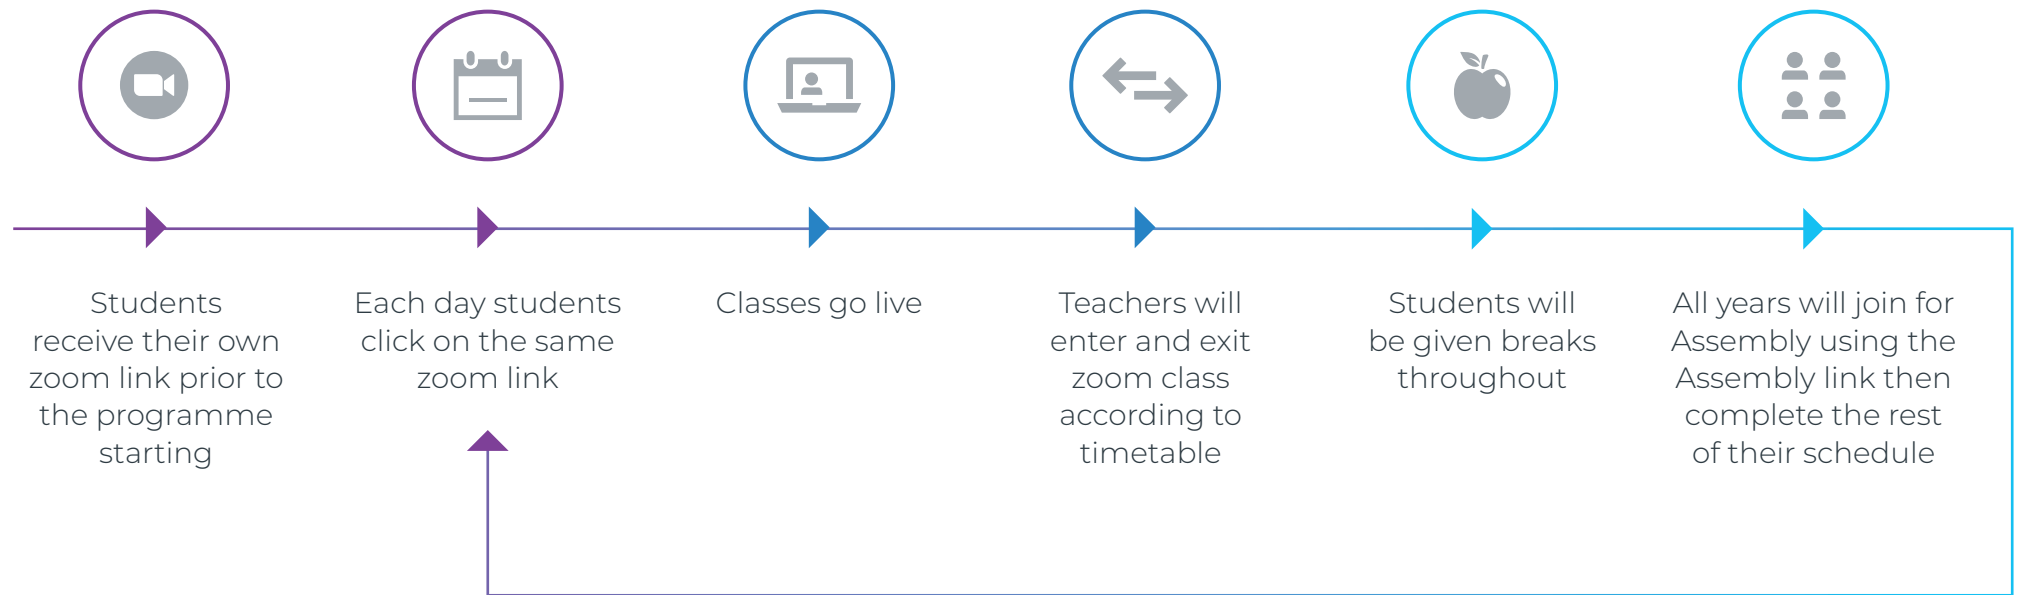 Students
receive their own
zoom link prior to
the programme
starting
Each day students
click on the same
zoom link
Classes go live
Teachers will
enter and exit
zoom class
according to
timetable
Students will
be given breaks
throughout
All years will join for
Assembly using the
Assembly link then
complete the rest
of their schedule